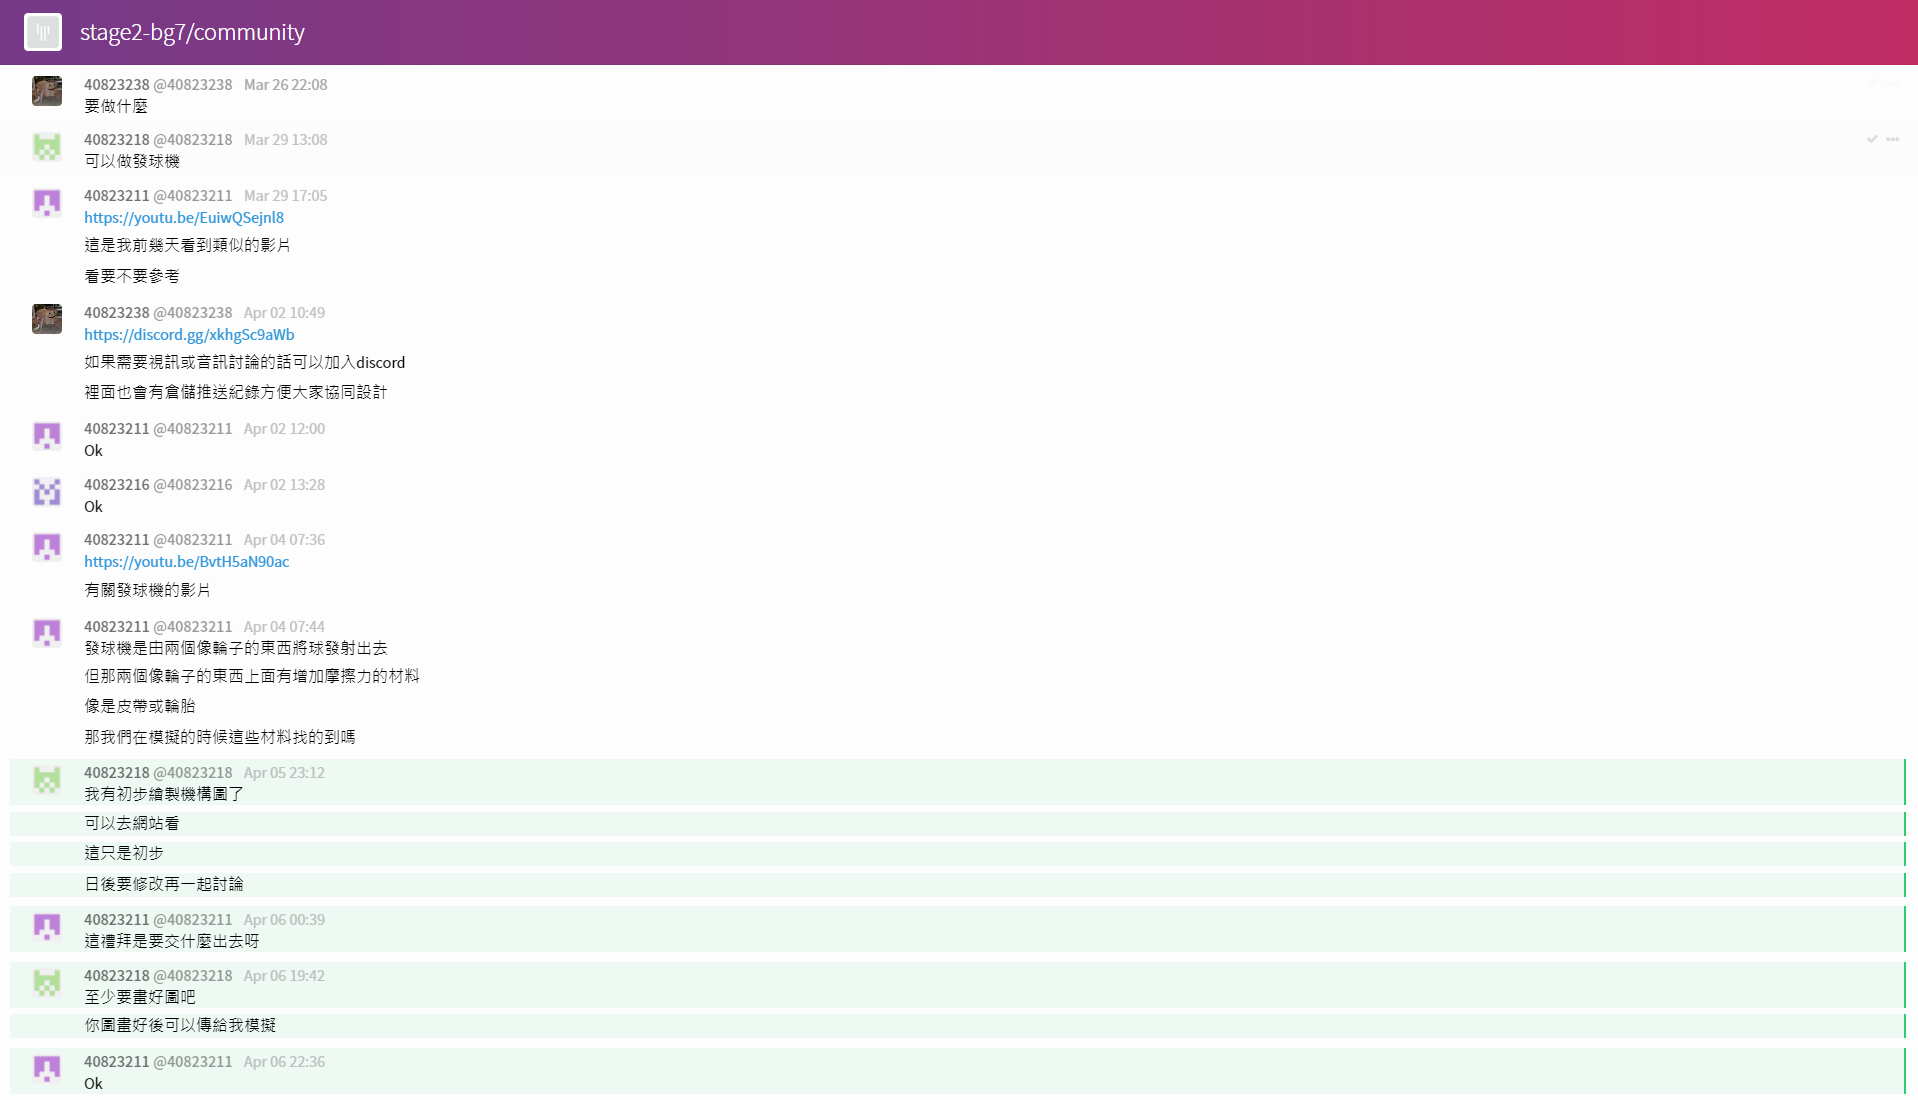 stage2-bg7/community
40823238 @40823238 Mar 26 22:08
要做什麼
40823218 @40823218 Mar 29 13:08
可以做發球機
40823211 @40823211 Mar 29 17:05
https://youtu.be/EuiwQSejnl8
這是我前幾天看到類似的影片
看要不要參考
40823238 @40823238 Apr 02 10:49
https://discord.gg/xkhgSc9aWb
如果需要視訊或音訊討論的話可以加入discord
裡面也會有倉儲推送紀錄方便大家協同設計
40823211 @40823211 Apr 02 12:00
Ok
40823216 @40823216 Apr 02 13:28
Ok
40823211 @40823211 Apr 04 07:36
https://youtu.be/BvtH5aN90ac
有關發球機的影片
40823211 @40823211 Apr 04 07:44
發球機是由兩個像輪子的東西將球發射出去
但那兩個像輪子的東西上面有增加摩擦力的材料
像是皮帶或輪胎
那我們在模擬的時候這些材料找的到嗎
40823218 @40823218 Apr 05 23:12
我有初步繪製機構圖了
可以去網站看
這只是初步
日後要修改再一起討論
40823211 @40823211 Apr 06 00:39
這禮拜是要交什麼出去呀
40823218 @40823218 Apr 06 19:42
至少要畫好圖吧
你圖畫好後可以傳給我模擬
40823211 @40823211 Apr 06 22:36
Ok